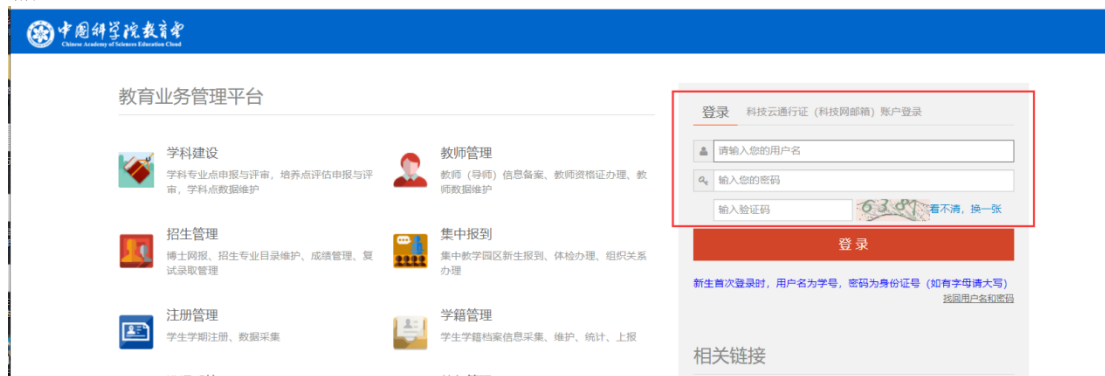 中国科学院教育云
Chinese Academy of Sciences Education Cloud
教育业务管理平台
学科建设
学科专业点申报与评审，培养点评估申报与评
审，学科点数据维护
教师管理
教师（导师）信息备案、教师资格证办理、教
师数据维护
招生管理
博士网报、招生专业目录维护、成绩管理、复
试录取管理
集中报到
集中教学园区新生报到、体检办理、组织关系
办理
注册管理
学生学期注册、数据采集
学籍管理
学生学籍档案信息采集、维护、统计、上报
登录 科技云通行证（科技网邮箱）账户登录
请输入您的用户名
输入您的密码
输入验证码 6387 看不清，换一张
登 录
新生首次登录时，用户名为学号，密码为身份证号（如有字母请大写）
找回用户名和密码
相关链接